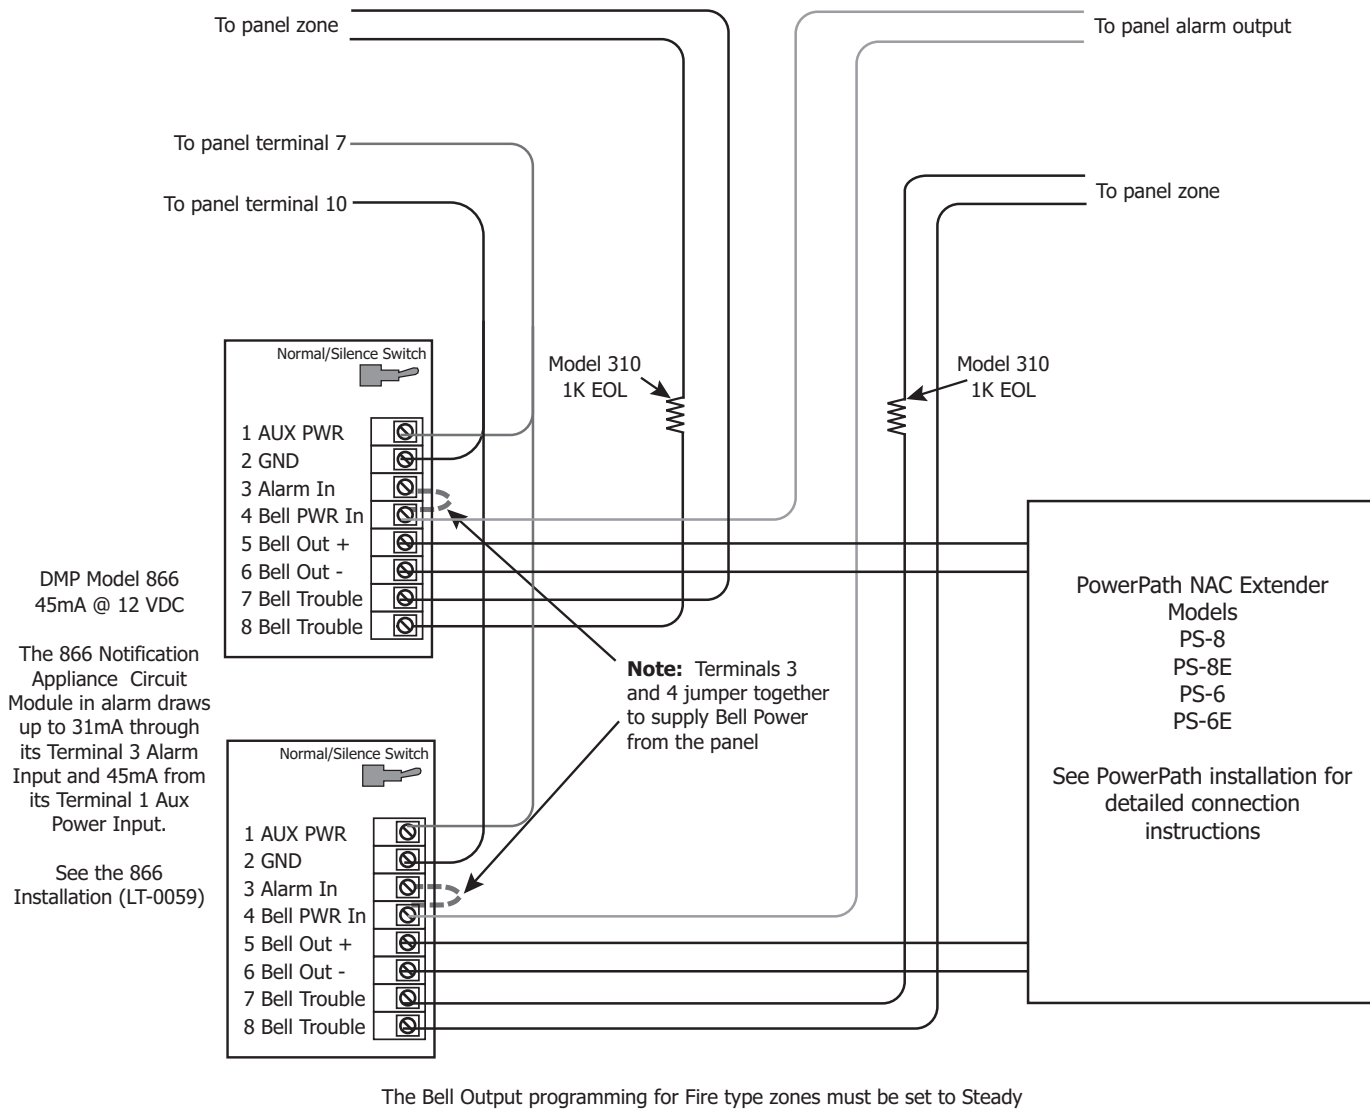 To panel zone
To panel alarm output
To panel terminal 7
To panel terminal 10
To panel zone
Normal/Silence Switch
1 AUX PWR
2 GND
3 Alarm In
4 Bell PWR In
5 Bell Out +
6 Bell Out -
7 Bell Trouble
8 Bell Trouble
Model 310
1K EOL
Model 310
1K EOL
DMP Model 866
45mA @ 12 VDC
The 866 Notification
Appliance Circuit
Module in alarm draws
up to 31mA through
its Terminal 3 Alarm
Input and 45mA from
its Terminal 1 Aux
Power Input.
See the 866
Installation (LT-0059)
Note: Terminals 3
and 4 jumper together
to supply Bell Power
from the panel
PowerPath NAC Extender
Models
PS-8
PS-8E
PS-6
PS-6E
See PowerPath installation for
detailed connection
instructions
Normal/Silence Switch
1 AUX PWR
2 GND
3 Alarm In
4 Bell PWR In
5 Bell Out +
6 Bell Out -
7 Bell Trouble
8 Bell Trouble
The Bell Output programming for Fire type zones must be set to Steady